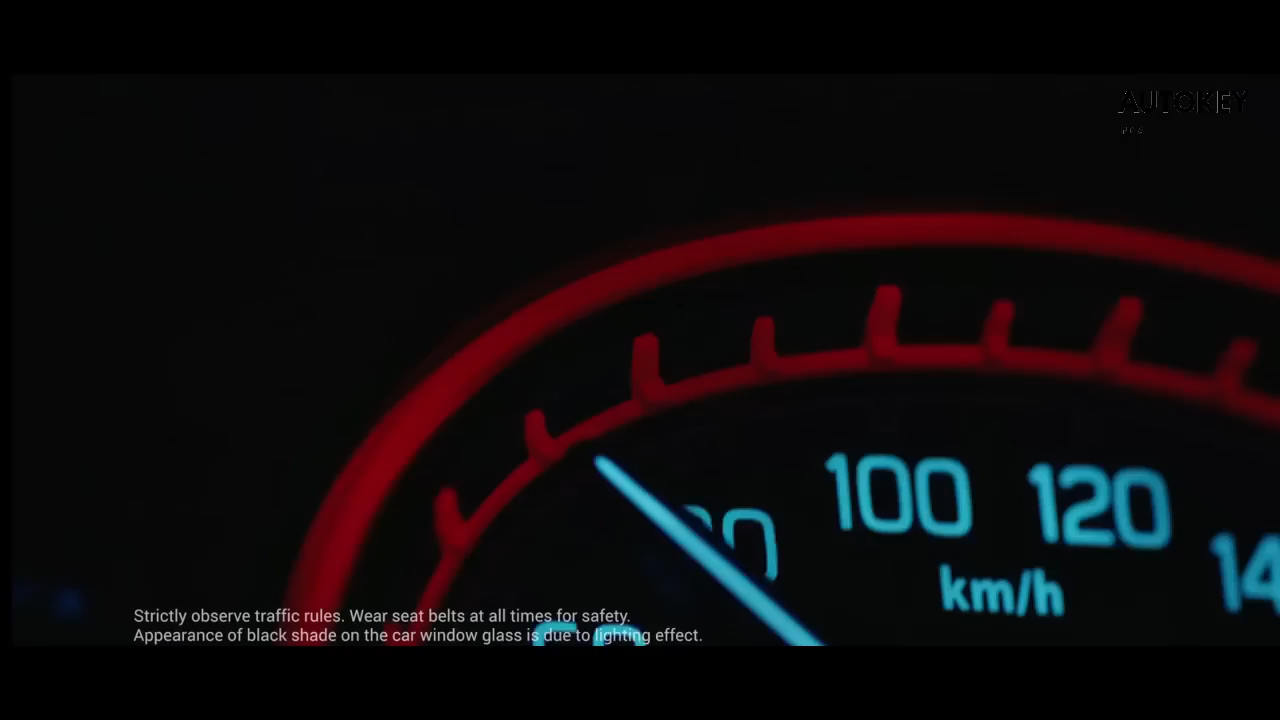 AUTOKEY
100
120
km/h
Strictly observe traffic rules. Wear seat belts at all times for safety.
Appearance of black shade on the car window glass is due to lighting effect.